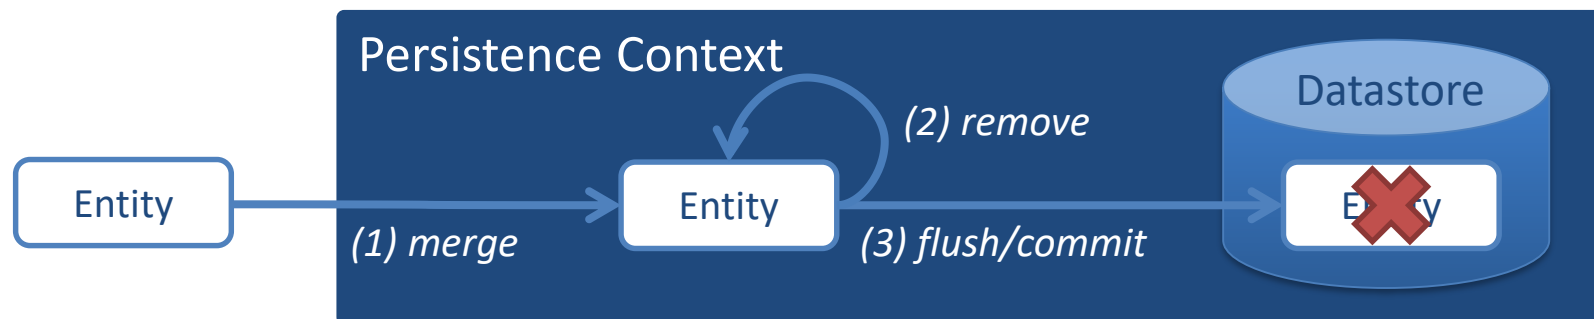 Persistence Context
Datastore
(2) remove
Entity
Entity
(1) merge
(3) flush/commit